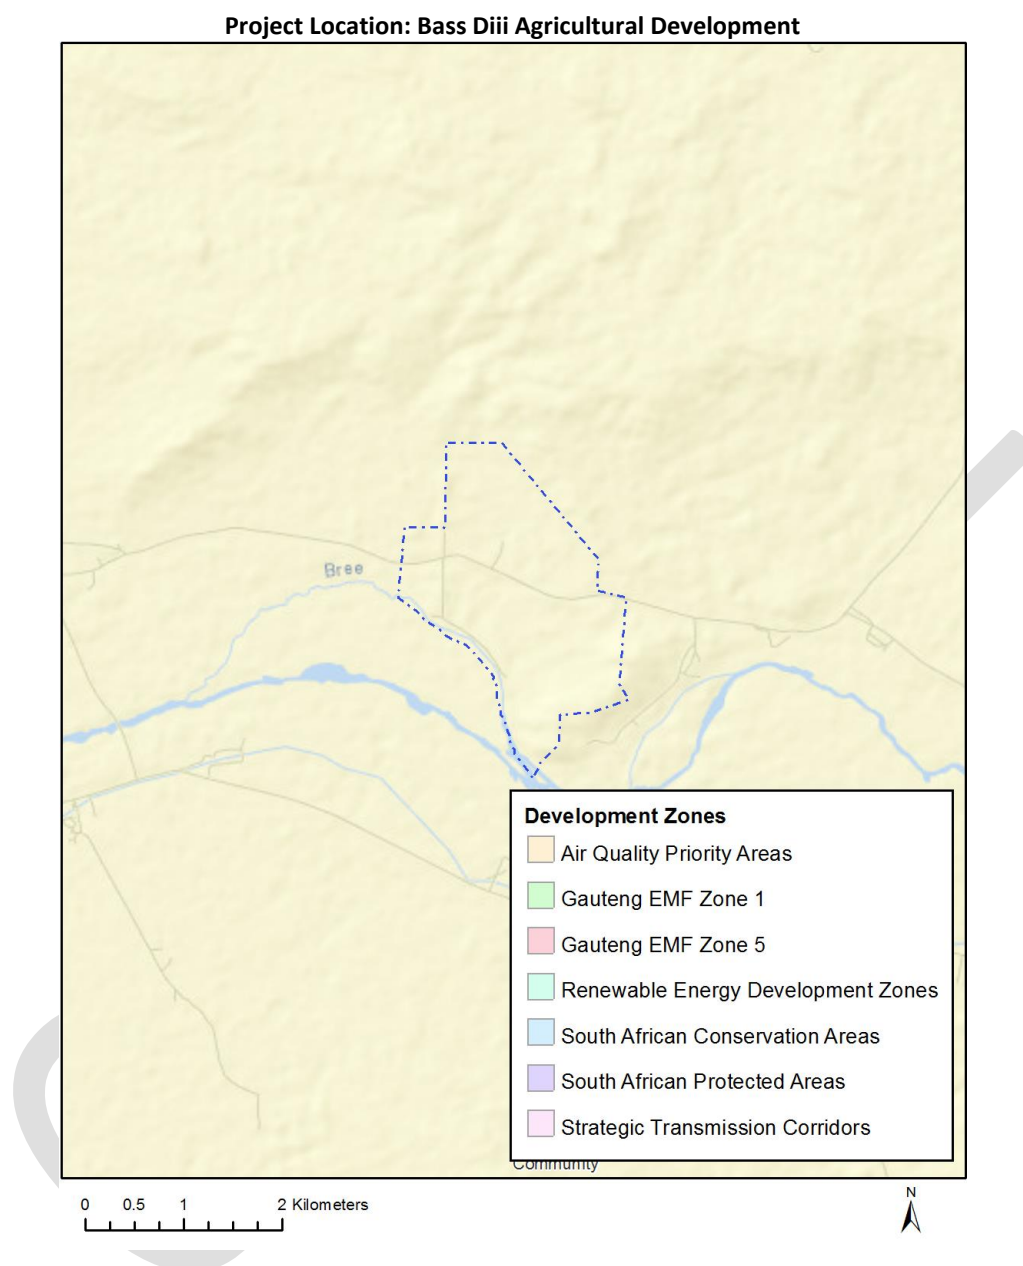 Project Location: Bass Diii Agricultural Development
Bree
Development Zones
Air Quality Priority Areas
Gauteng EMF Zone 1
Gauteng EMF Zone 5
Renewable Energy Development Zones
South African Conservation Areas
South African Protected Areas
Strategic Transmission Corridors
Community
0 0.5 1 2 Kilometers
N